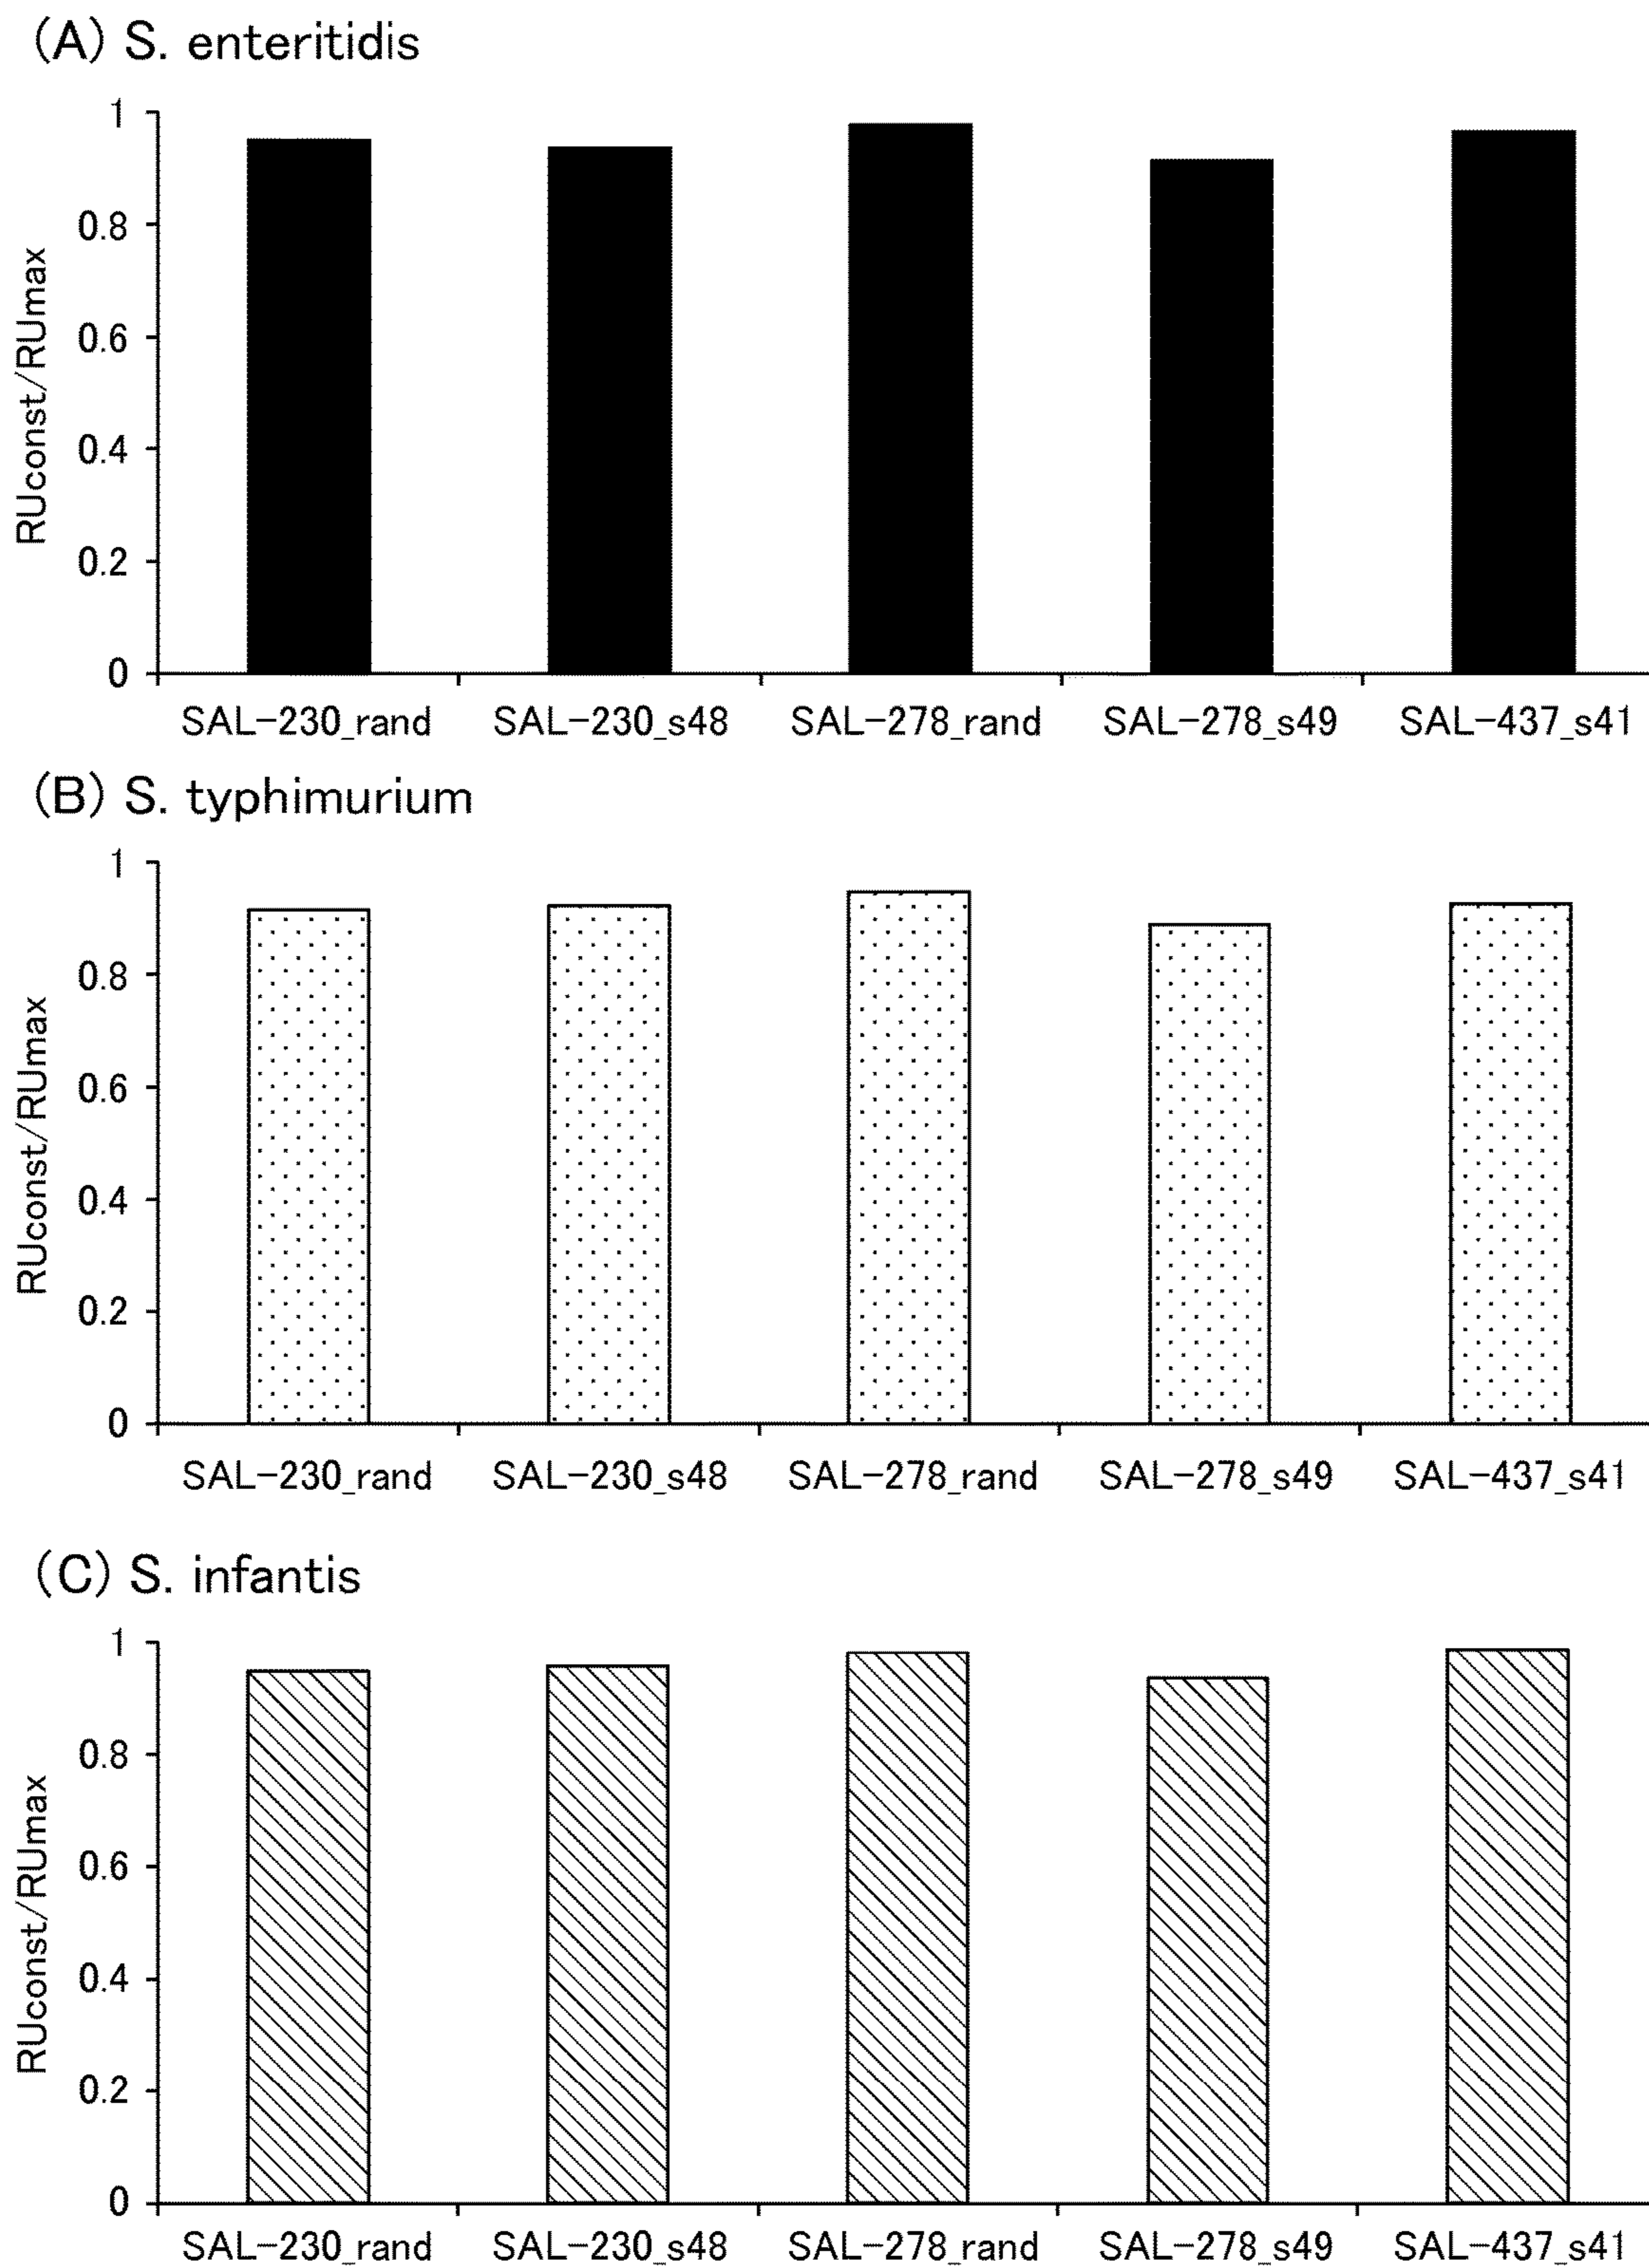 (A) S. enteritidis
1
0.8
0.6
0.4
0.2
0
RUconst/RUmax
SAL-230_rand SAL-230_s48 SAL-278_rand SAL-278_s49 SAL-437_s41
(B) S. typhimurium
1
0.8
0.6
0.4
0.2
0
RUconst/RUmax
SAL-230_rand SAL-230_s48 SAL-278_rand SAL-278_s49 SAL-437_s41
(C) S. infantis
1
0.8
0.6
0.4
0.2
0
RUconst/RUmax
SAL-230_rand SAL-230_s48 SAL-278_rand SAL-278_s49 SAL-437_s41